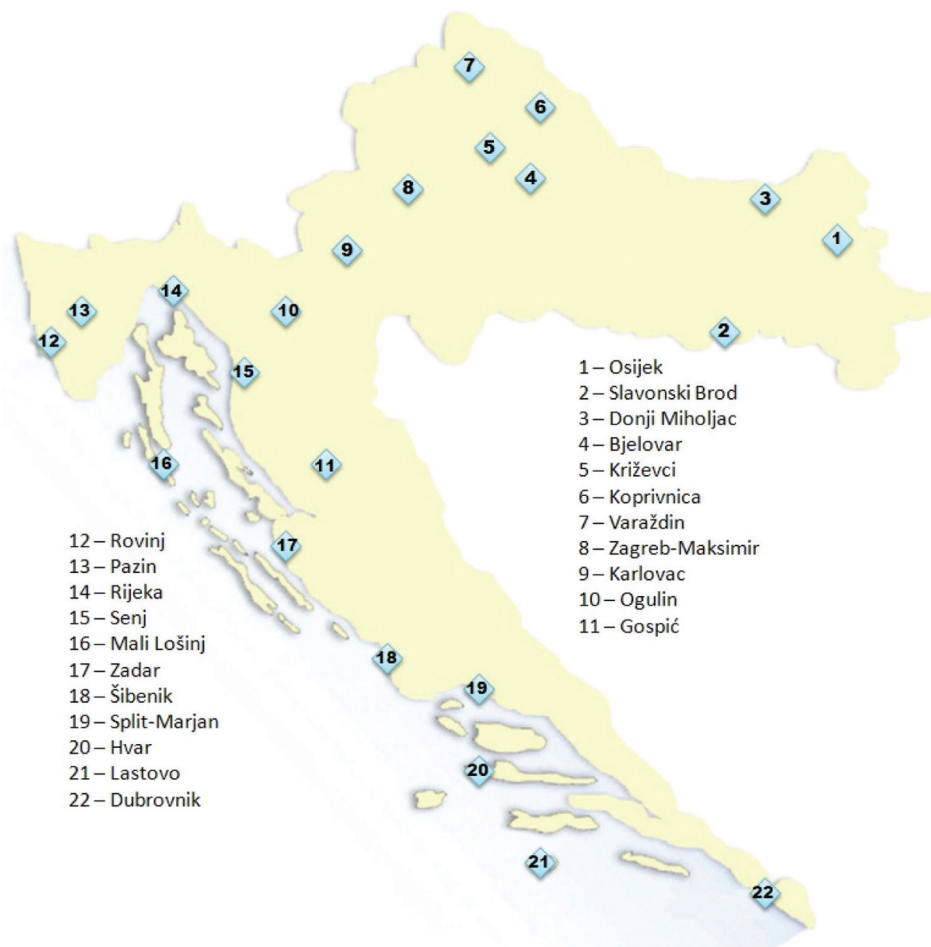 7
6
5
4
8
3
1
9
14
13
10
12
2
15
16
11
17
18
19
20
21
22
1 – Osijek
2 – Slavonski Brod
3 – Donji Miholjac
4 – Bjelovar
5 – Križevci
6 – Koprivnica
7 – Varaždin
8 – Zagreb-Maksimir
9 – Karlovac
10 – Ogulin
11 – Gospić
12 – Rovinj
13 – Pazin
14 – Rijeka
15 – Senj
16 – Mali Lošinj
17 – Zadar
18 – Šibenik
19 – Split-Marjan
20 – Hvar
21 – Lastovo
22 – Dubrovnik